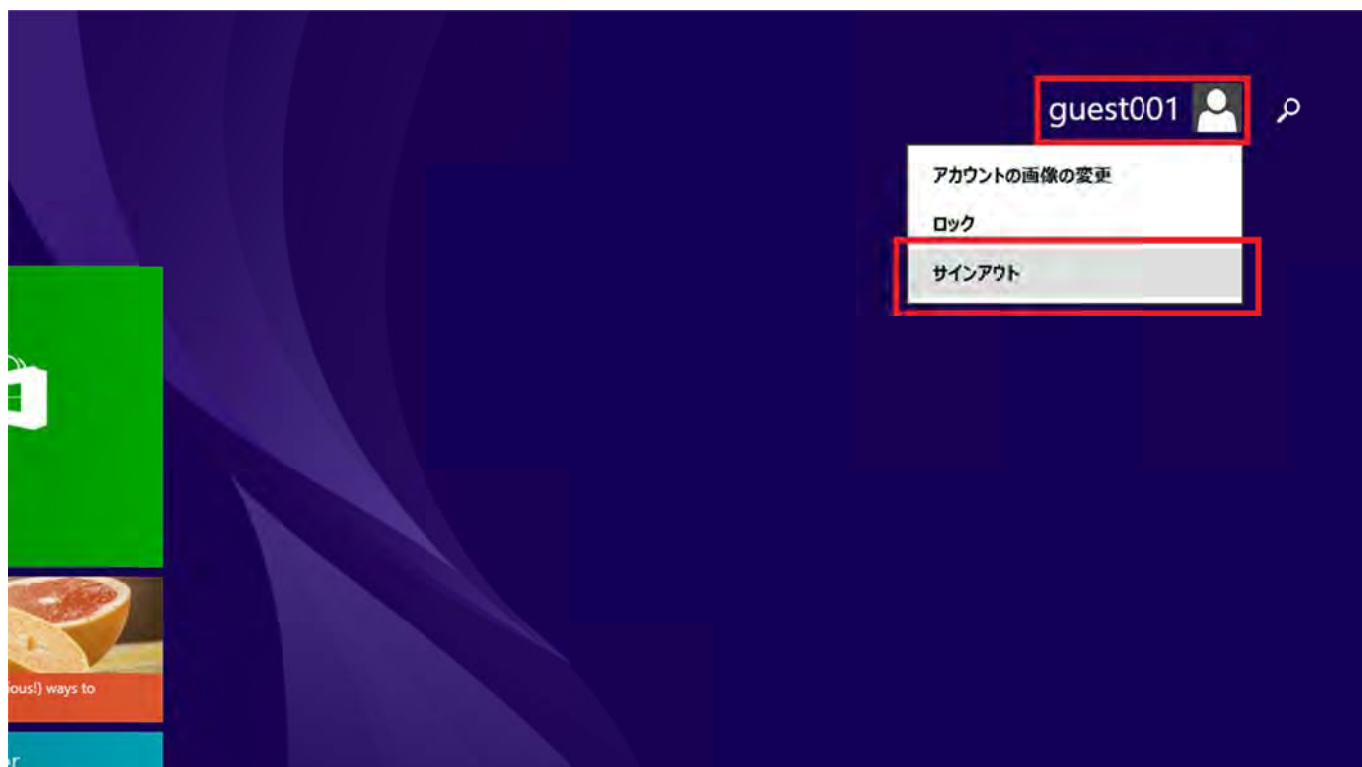 guest001
アカウントの画像の変更
ロック
サインアウト
ious!) ways to
er